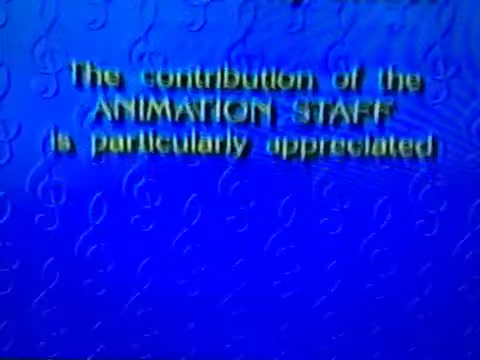 The contribution of the
ANIMATION STAFF
is particularly appreciated